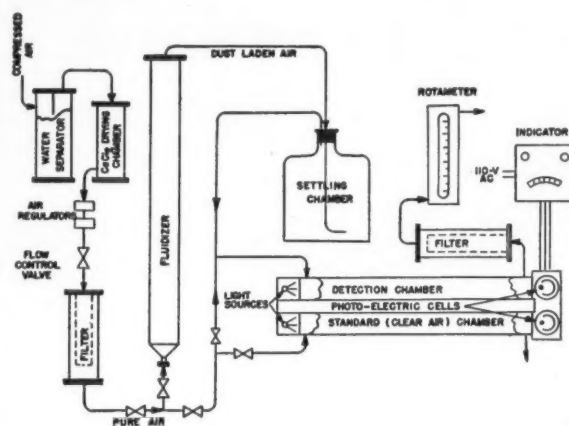 COMPRESSED
AIR
WATER
SEPARATOR
CaCl₂ DRYING
CHAMBER
AIR
REGULATORS
FLOW
CONTROL
VALVE
FILTER
PURE AIR
FLUIDIZER
DUST LADEN AIR
SETTLING
CHAMBER
ROTAMETER
INDICATOR
110-V
AC
FILTER
LIGHT
SOURCES
DETECTION CHAMBER
PHOTO-ELECTRIC CELLS
STANDARD (CLEAR AIR) CHAMBER